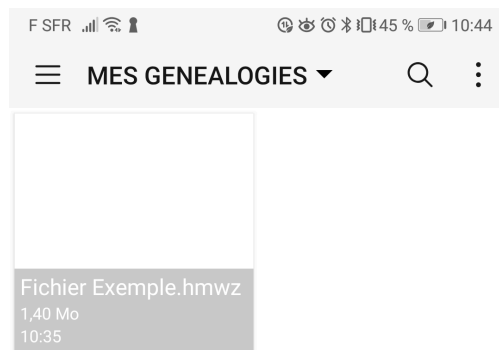 F SFR 45 % 10:44
MES GENEALOGIES
Fichier Exemple.hmwz
1,40 Mo
10:35